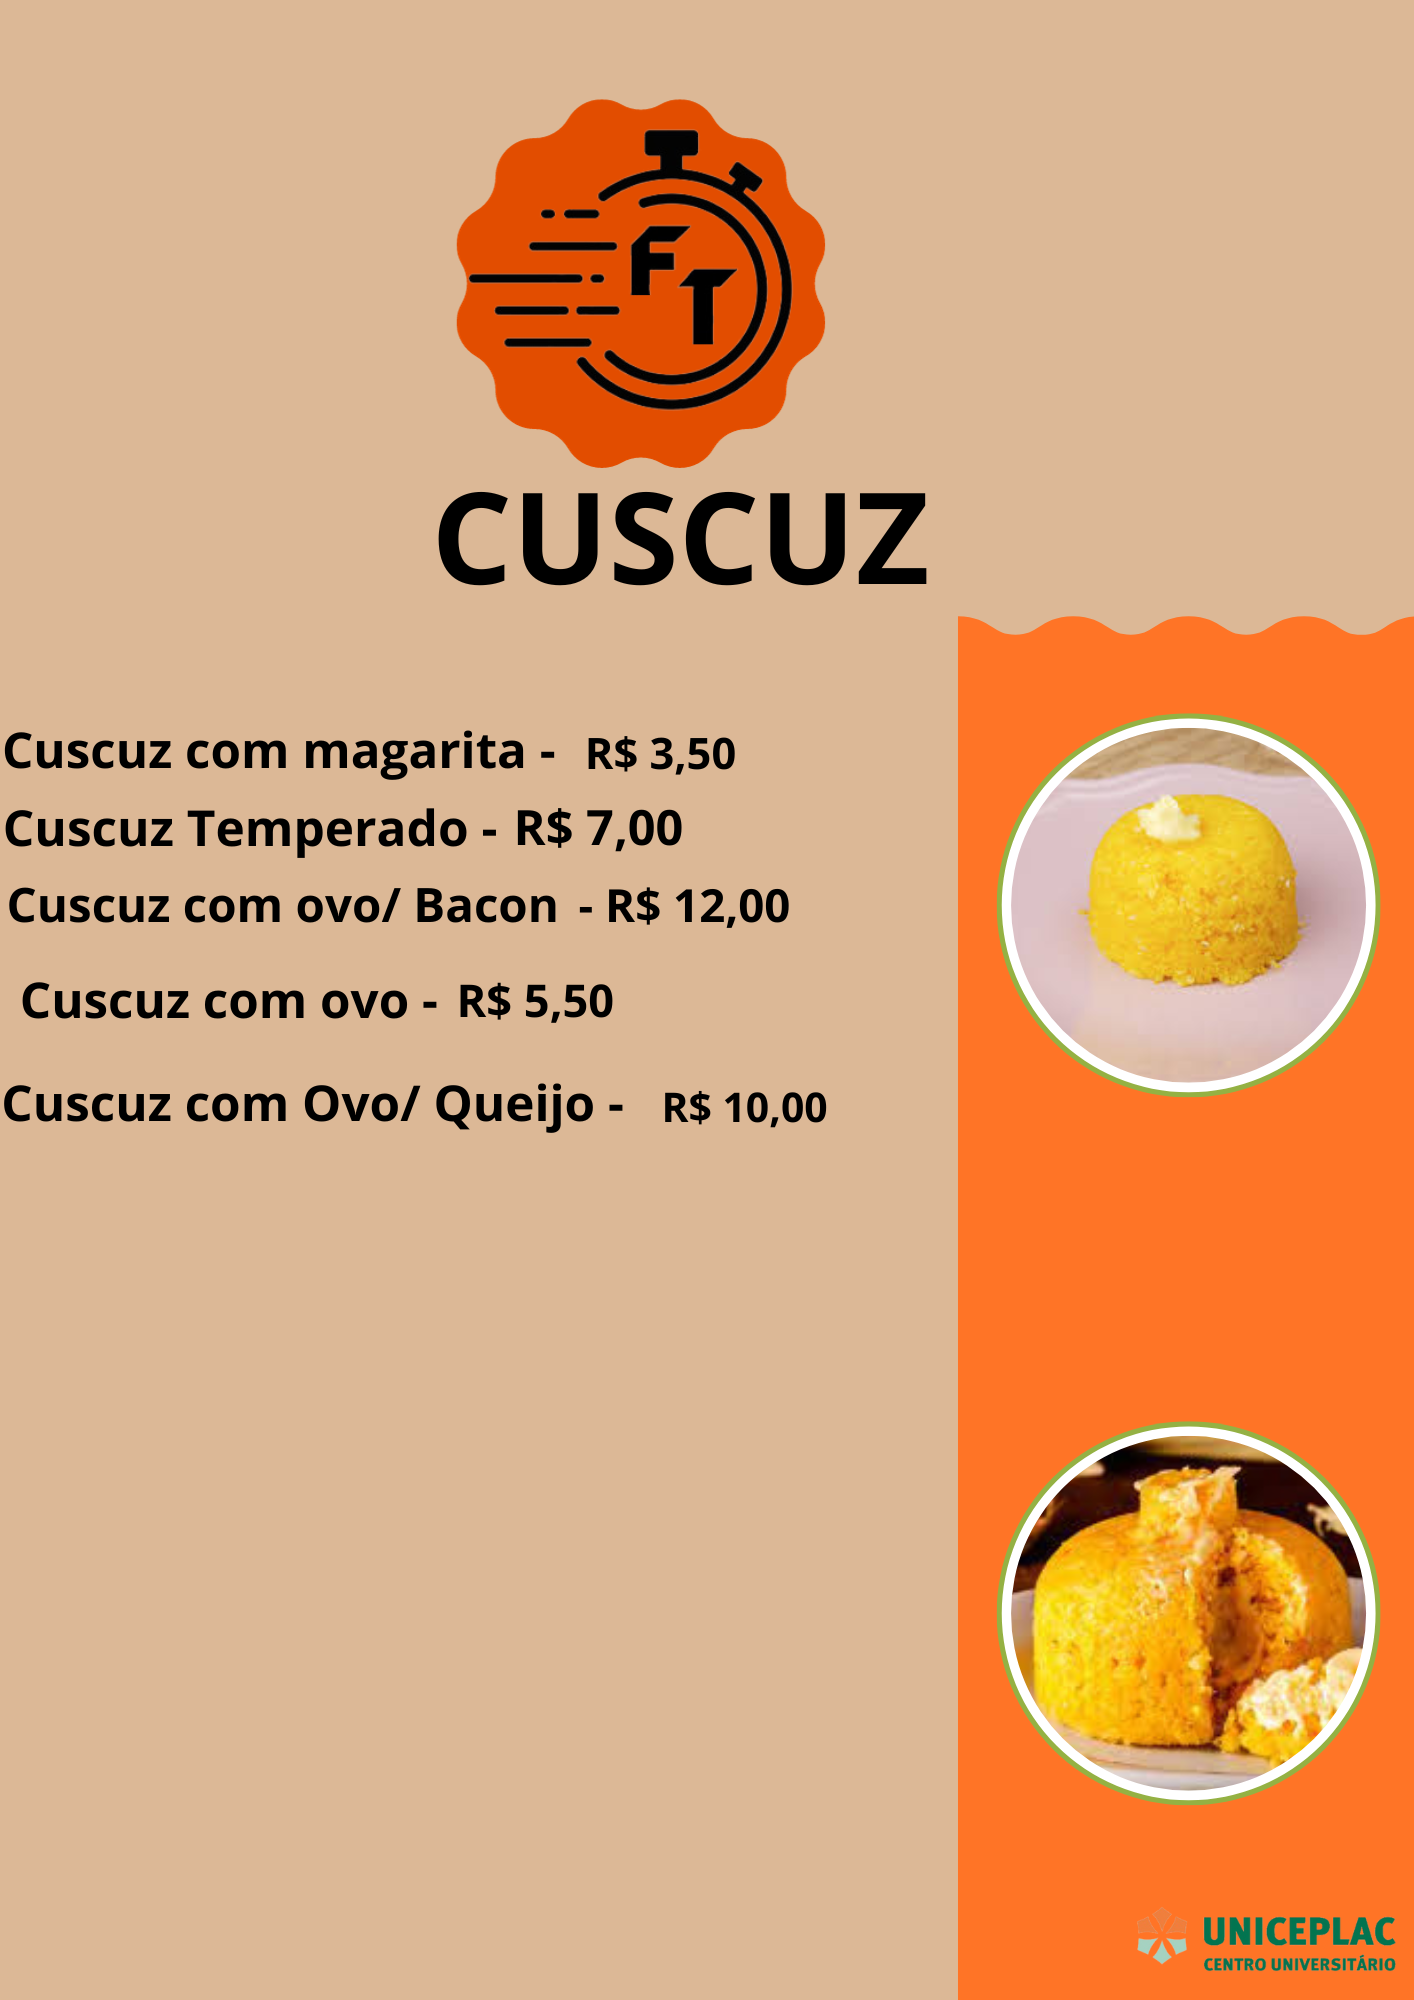 FT
CUSCUZ
Cuscuz com magarita - R$ 3,50
Cuscuz Temperado - R$ 7,00
Cuscuz com ovo/ Bacon - R$ 12,00
Cuscuz com ovo - R$ 5,50
Cuscuz com Ovo/ Queijo - R$ 10,00
UNICEPLAC
CENTRO UNIVERSITÁRIO